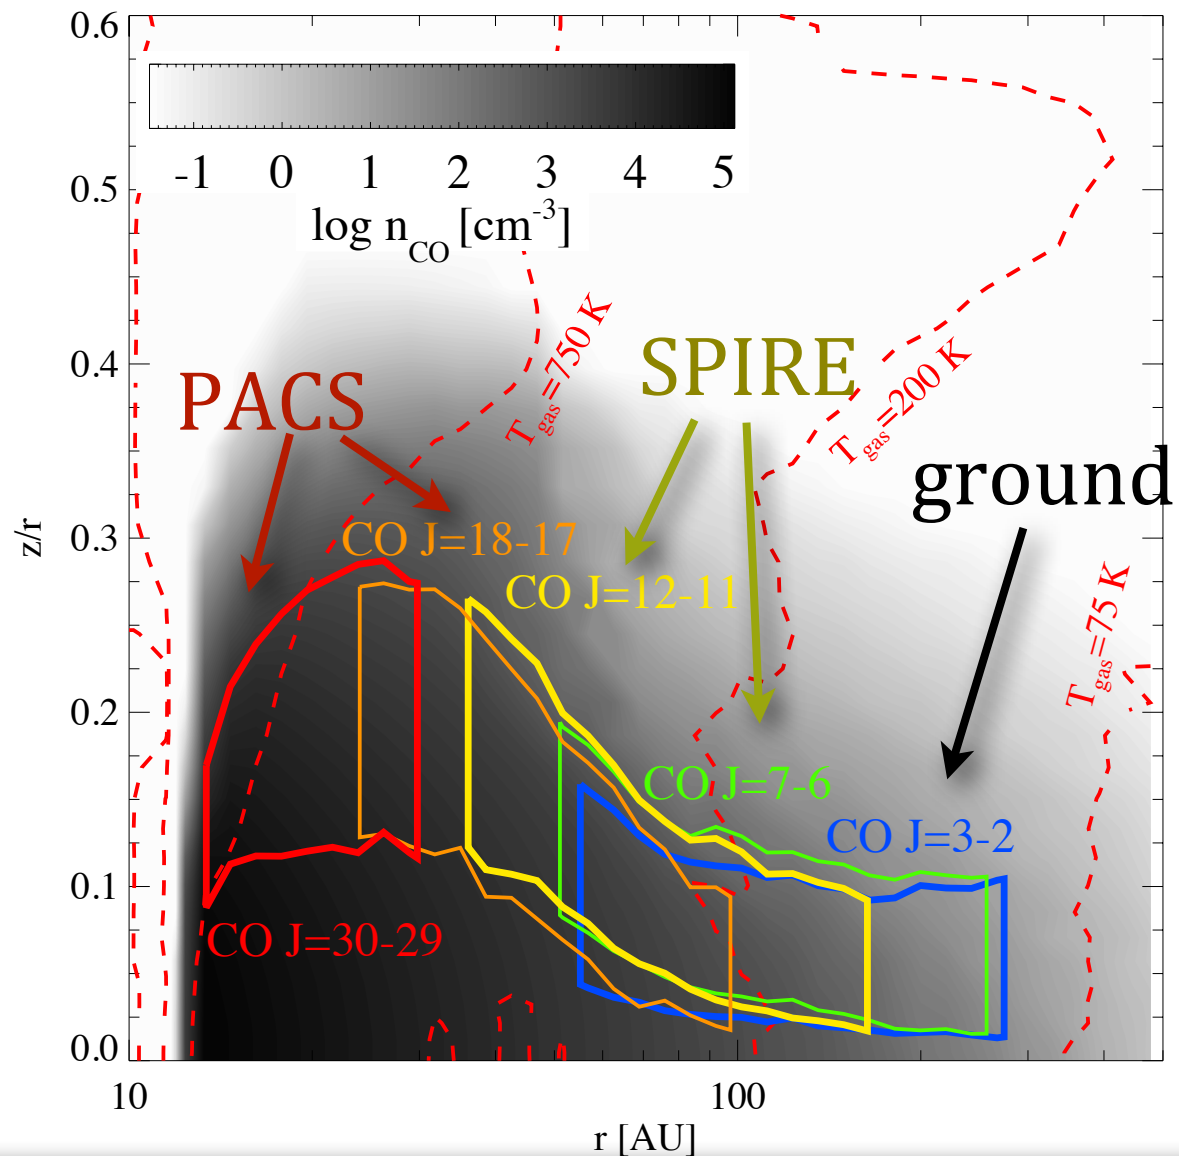 0.6
0.5
0.4
0.3
0.2
0.1
0.0
z/r
-1 0 1 2 3 4 5
log n_CO [cm^-3]
T_gas=750 K
T_gas=200 K
T_gas=75 K
PACS
SPIRE
ground
CO J=18-17
CO J=12-11
CO J=7-6
CO J=3-2
CO J=30-29
10 100
r [AU]